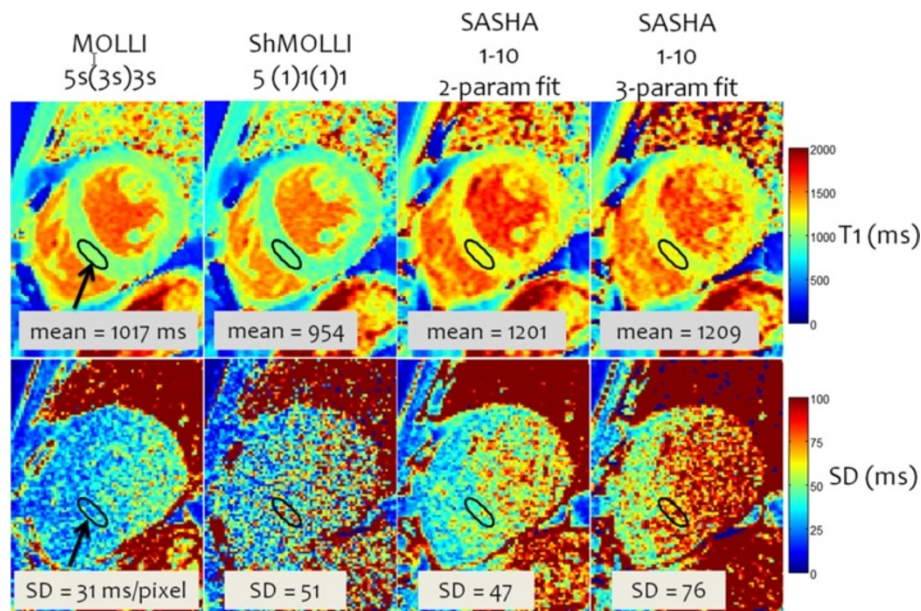 MOLLI
5s(3s)3s
ShMOLLI
5 (1)1(1)1
SASHA
1-10
2-param fit
SASHA
1-10
3-param fit
2000
1500
1000
500
0
T1 (ms)
mean = 1017 ms
mean = 954
mean = 1201
mean = 1209
100
75
50
25
0
SD (ms)
SD = 31 ms/pixel
SD = 51
SD = 47
SD = 76